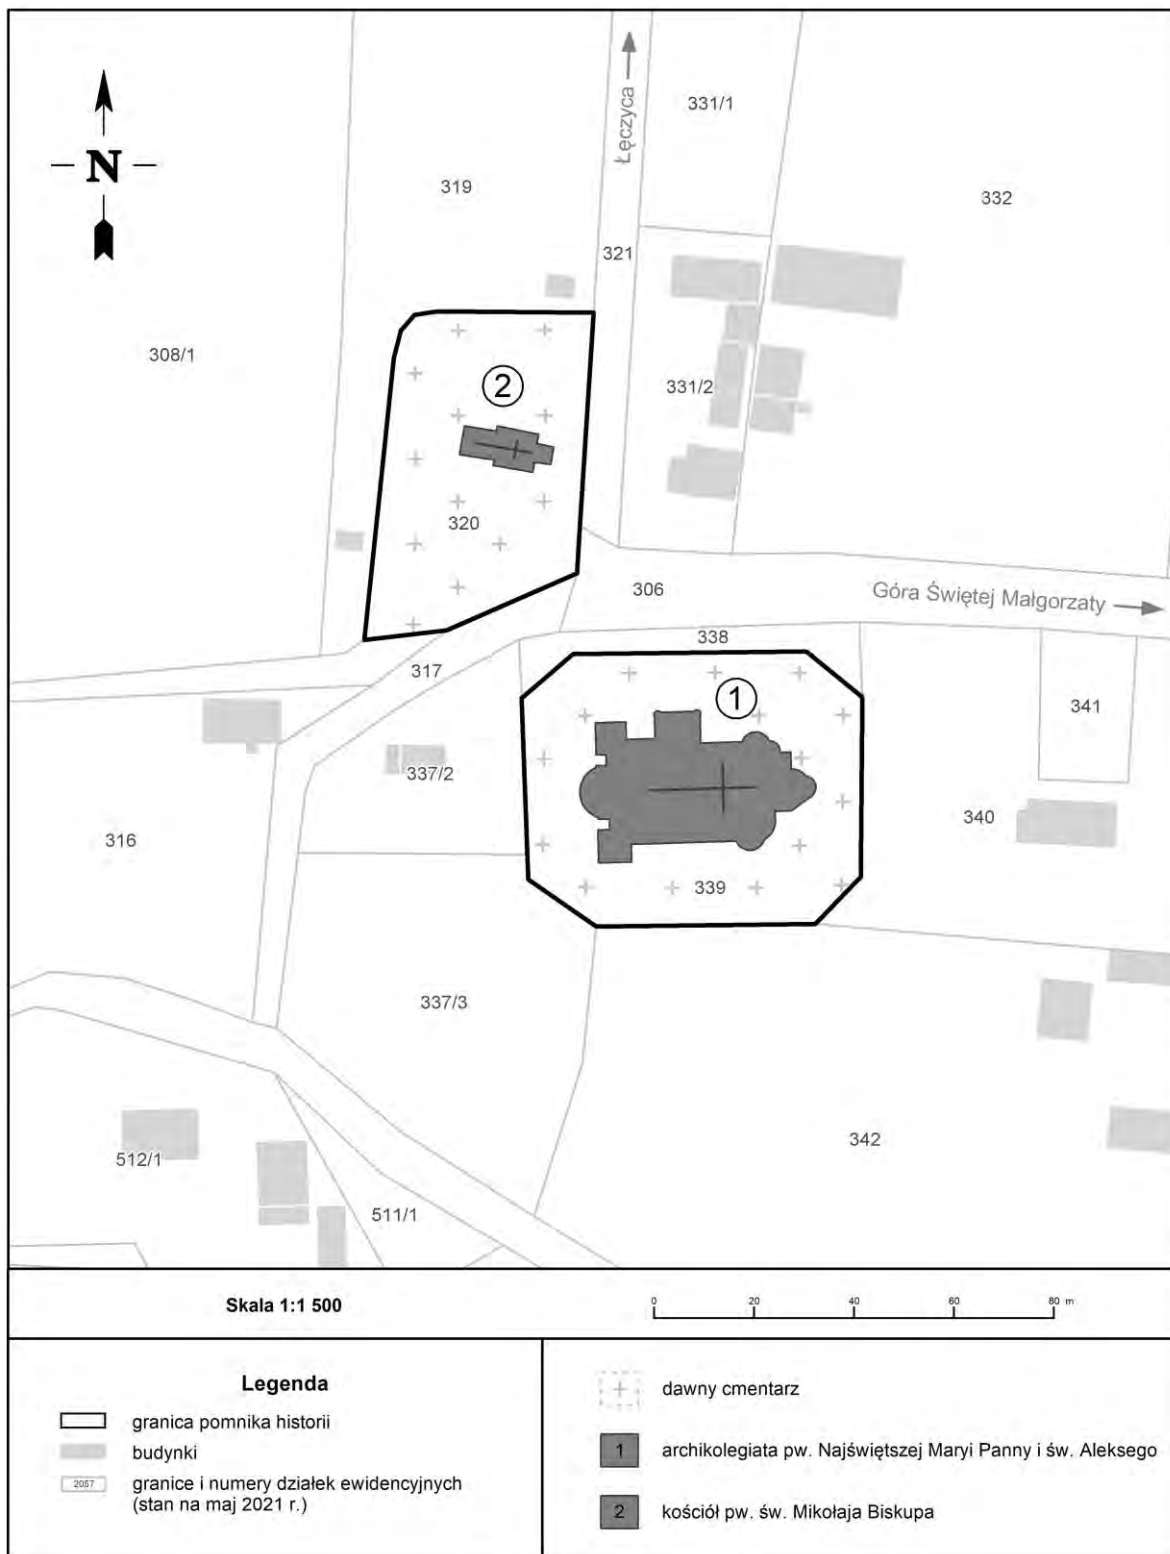 N
Łęczyca
331/1
319
332
321
308/1
331/2
2
320
306
Góra Świętej Małgorzaty
338
317
1
341
337/2
316
340
339
337/3
342
512/1
511/1
Skala 1:1 500
0 20 40 60 80 m
Legenda
granica pomnika historii
budynki
2057
granice i numery działek ewidencyjnych
(stan na maj 2021 r.)
dawny cmentarz
1 archikolegiata pw. Najświętszej Maryi Panny i św. Aleksego
2 kościół pw. św. Mikołaja Biskupa